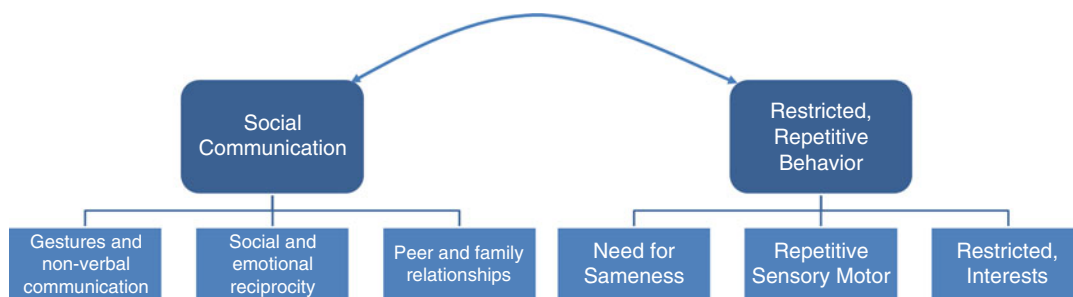 Social
Communication
Restricted,
Repetitive
Behavior
Gestures and
non-verbal
communication
Social and
emotional
reciprocity
Peer and family
relationships
Need for
Sameness
Repetitive
Sensory Motor
Restricted,
Interests